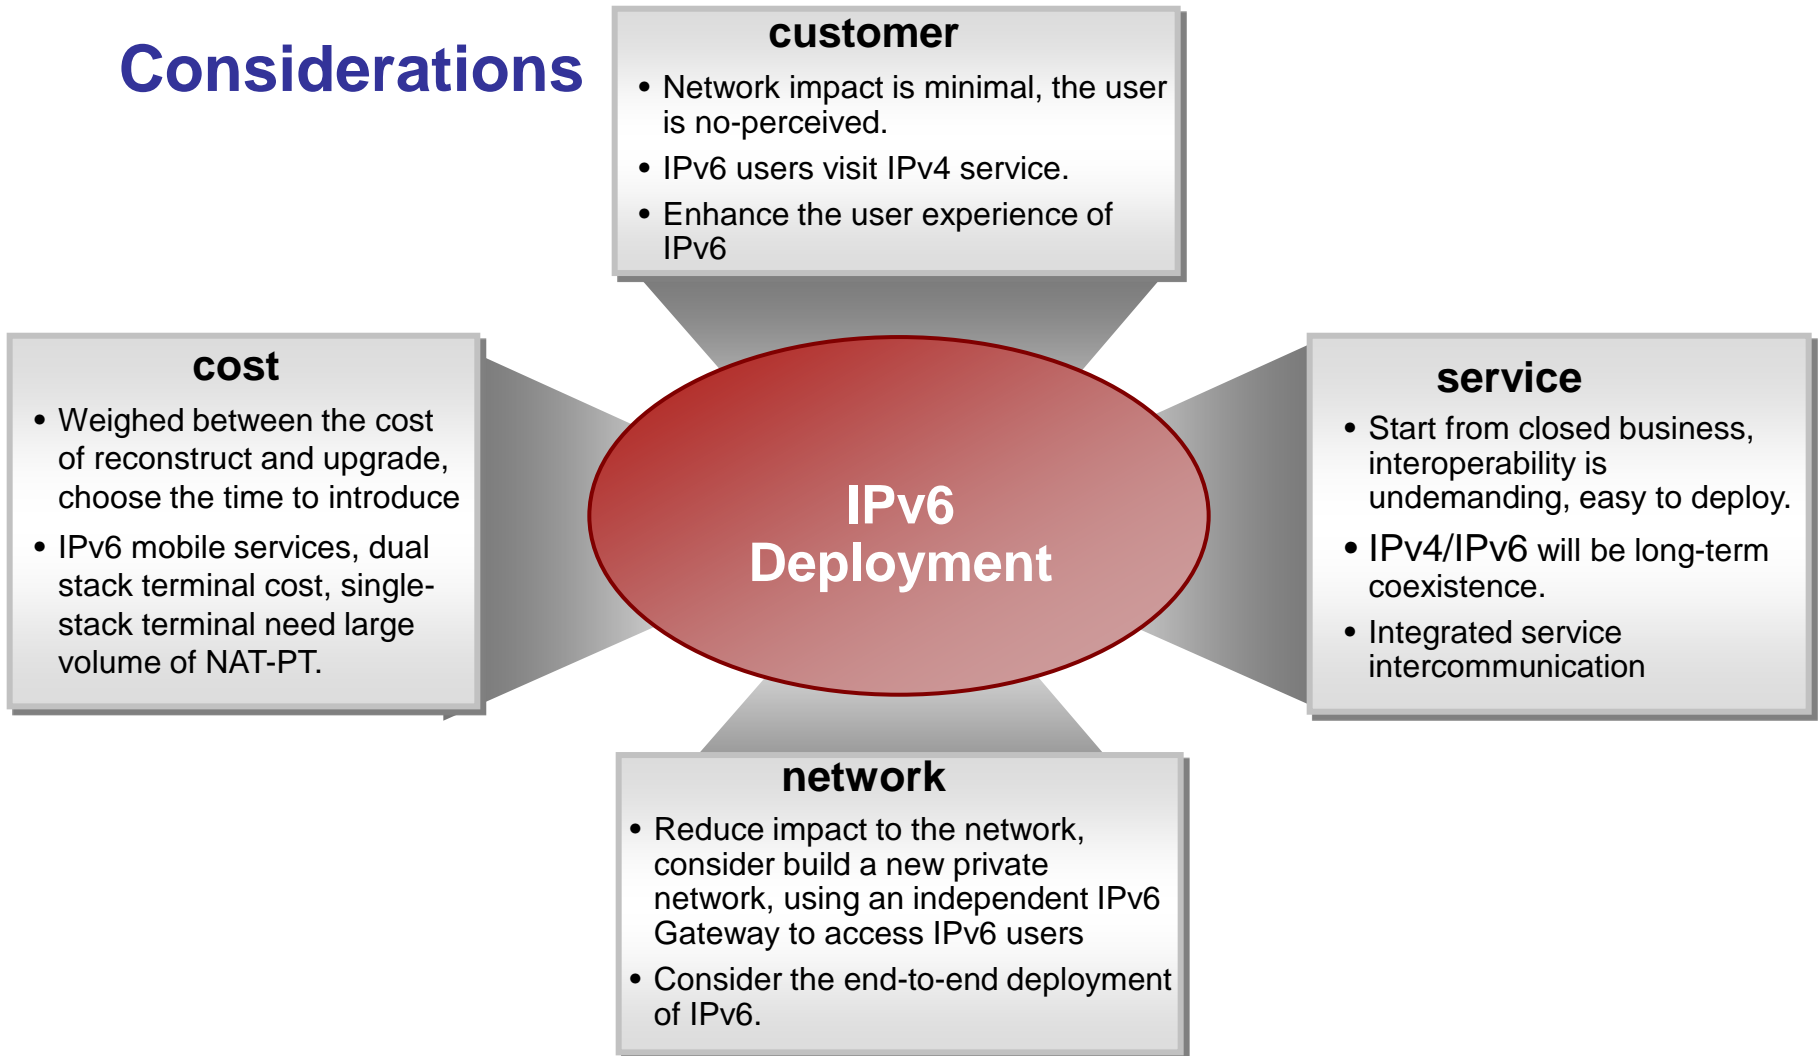 Considerations
customer
• Network impact is minimal, the user
is no-perceived.
• IPv6 users visit IPv4 service.
• Enhance the user experience of
IPv6
cost
• Weighed between the cost
of reconstruct and upgrade,
choose the time to introduce
• IPv6 mobile services, dual
stack terminal cost, single-
stack terminal need large
volume of NAT-PT.
IPv6
Deployment
service
• Start from closed business,
interoperability is
undemanding, easy to deploy.
• IPv4/IPv6 will be long-term
coexistence.
• Integrated service
intercommunication
network
• Reduce impact to the network,
consider build a new private
network, using an independent IPv6
Gateway to access IPv6 users
• Consider the end-to-end deployment
of IPv6.